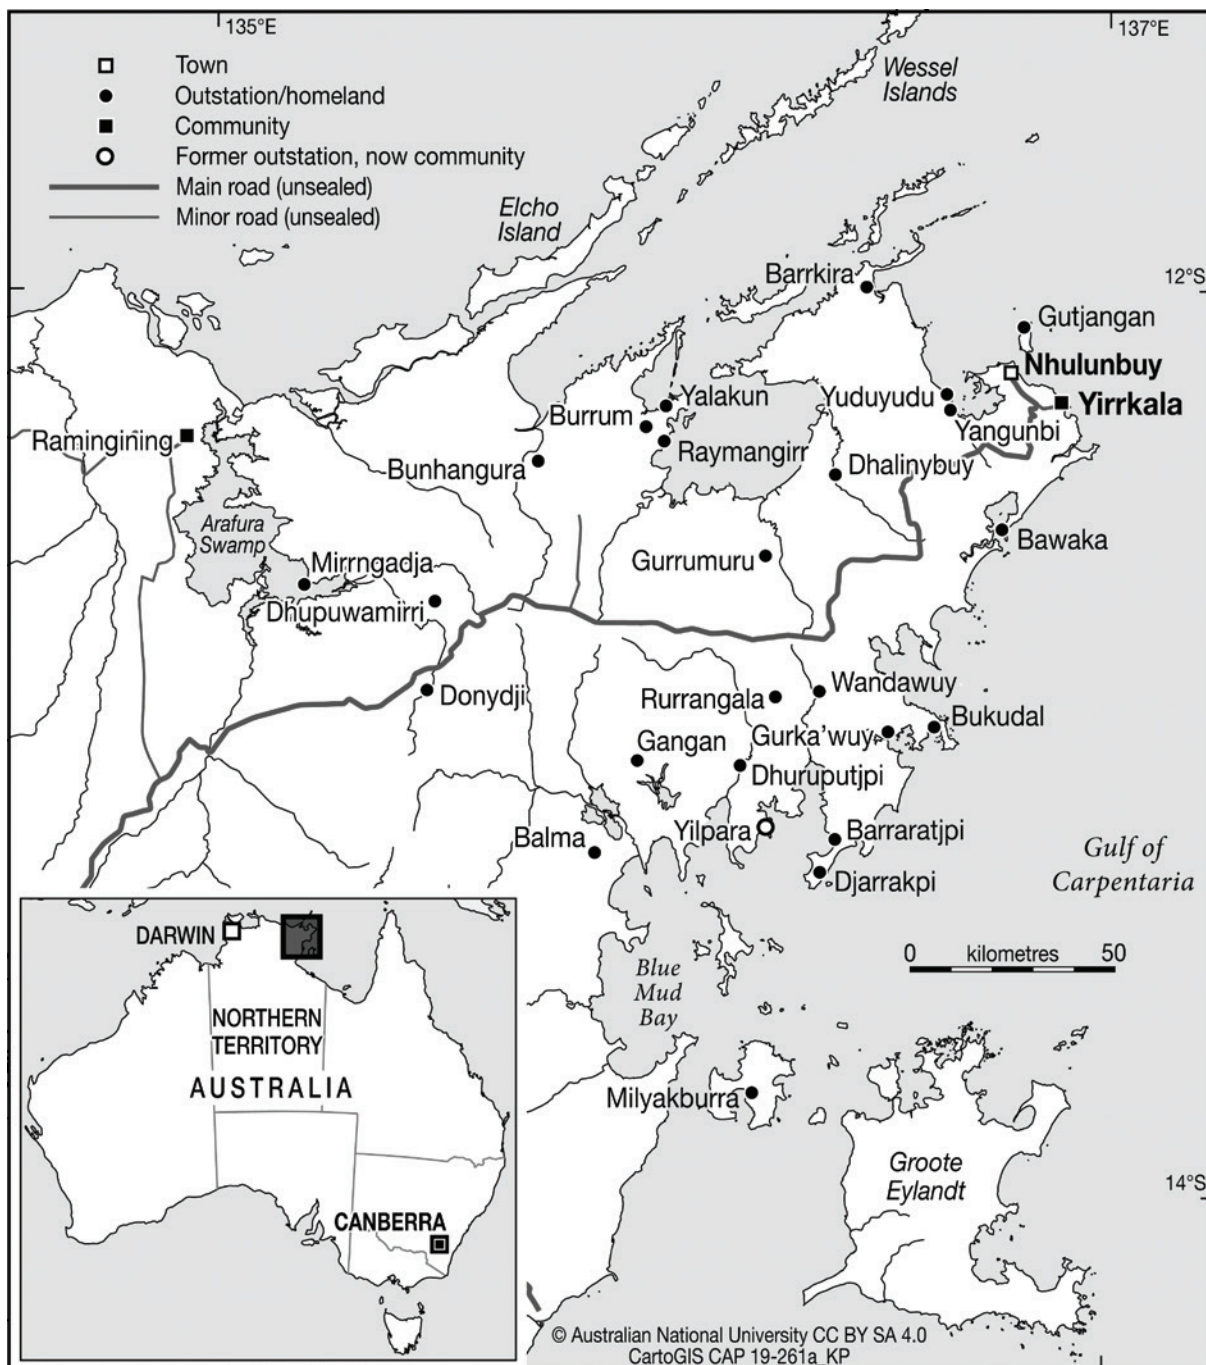 135°E
137°E
Town
Outstation/homeland
Community
Former outstation, now community
Main road (unsealed)
Minor road (unsealed)
Wessel
Islands
Elcho
Island
Barrkira
12°S
Gutjangan
Nhulunbuy
Yirrkala
Yuduyudu
Yangunbi
Yalakun
Burrum
Raymangirr
Ramingining
Bunhangura
Dhalinybuy
Arafura
Swamp
Bawaka
Mirrngadja
Gurrumuru
Dhupuwamirri
Donydji
Rurrangala
Wandawuy
Bukudal
Gurka'wuy
Gangan
Dhuruputjpi
Yilpara
Balma
Barraratjpi
Djarrakpi
Gulf of
Carpentaria
0 kilometres 50
Blue
Mud
Bay
Milyakburra
Groote
Eylandt
14°S
DARWIN
NORTHERN
TERRITORY
AUSTRALIA
CANBERRA
© Australian National University CC BY SA 4.0
CartoGIS CAP 19-261a_KP